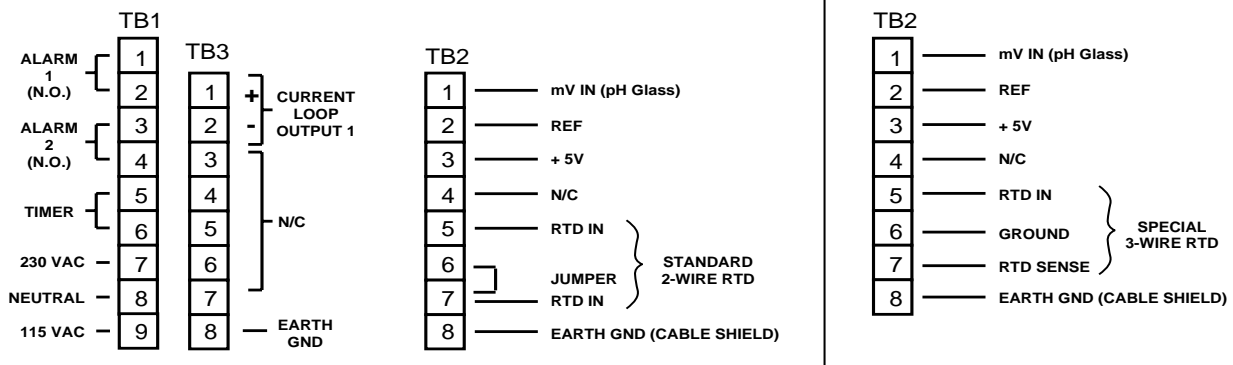 TB1
ALARM
1
(N.O.)
ALARM
2
(N.O.)
TIMER
230 VAC
NEUTRAL
115 VAC
1
2
3
4
5
6
7
8
9
TB3
1
2
3
4
5
6
7
8
+
-
CURRENT
LOOP
OUTPUT 1
N/C
EARTH
GND
TB2
1 mV IN (pH Glass)
2 REF
3 + 5V
4 N/C
5 RTD IN
6
JUMPER
7 RTD IN
8 EARTH GND (CABLE SHIELD)
STANDARD
2-WIRE RTD
TB2
1 mV IN (pH Glass)
2 REF
3 + 5V
4 N/C
5 RTD IN
6 GROUND
7 RTD SENSE
8 EARTH GND (CABLE SHIELD)
SPECIAL
3-WIRE RTD